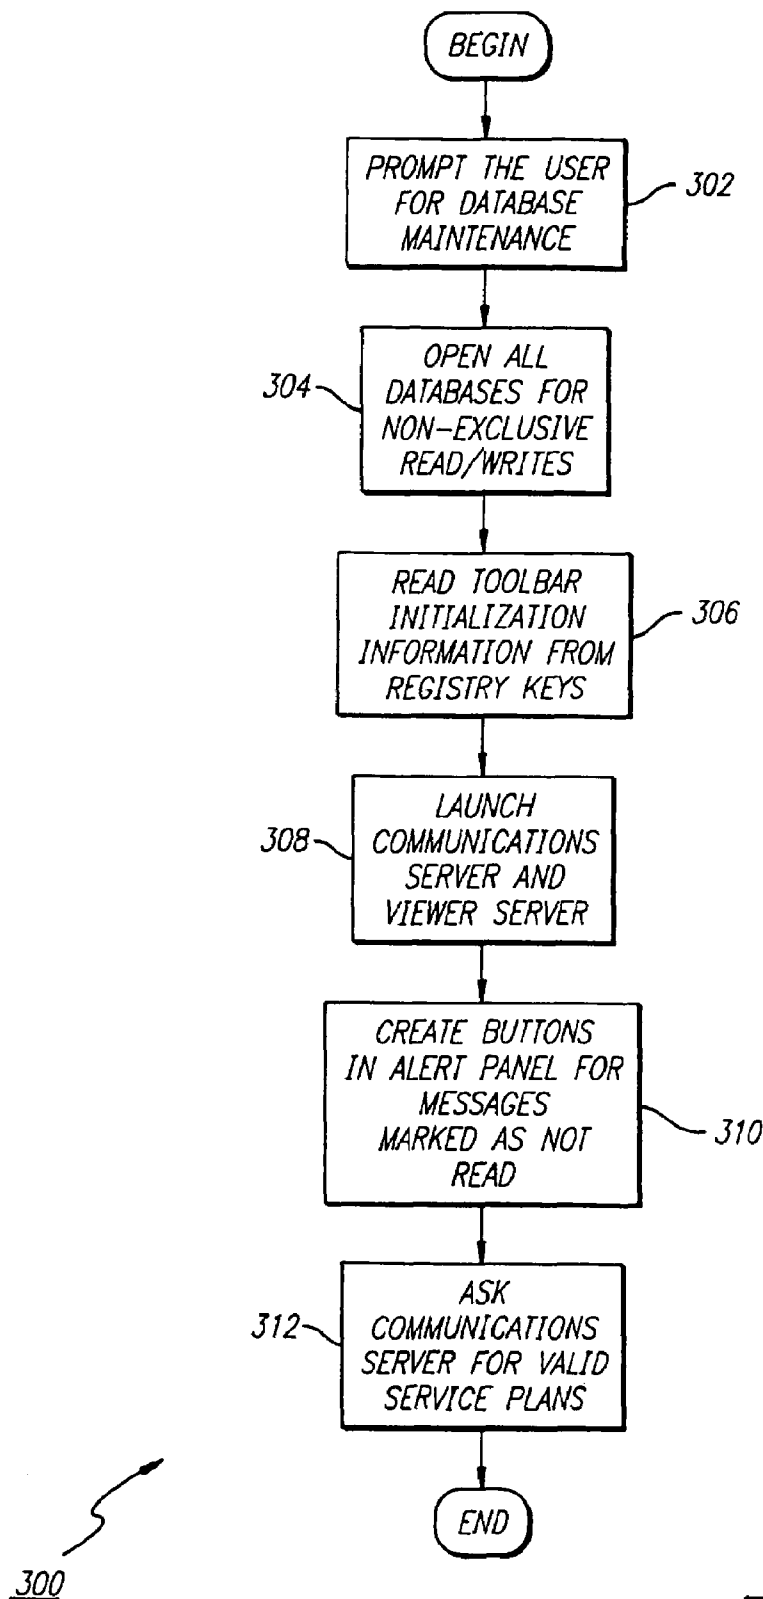 BEGIN
PROMPT THE USER
FOR DATABASE
MAINTENANCE
302
OPEN ALL
DATABASES FOR
NON-EXCLUSIVE
READ/WRITES
304
READ TOOLBAR
INITIALIZATION
INFORMATION FROM
REGISTRY KEYS
306
LAUNCH
COMMUNICATIONS
SERVER AND
VIEWER SERVER
308
CREATE BUTTONS
IN ALERT PANEL FOR
MESSAGES
MARKED AS NOT
READ
310
ASK
COMMUNICATIONS
SERVER FOR VALID
SERVICE PLANS
312
END
300